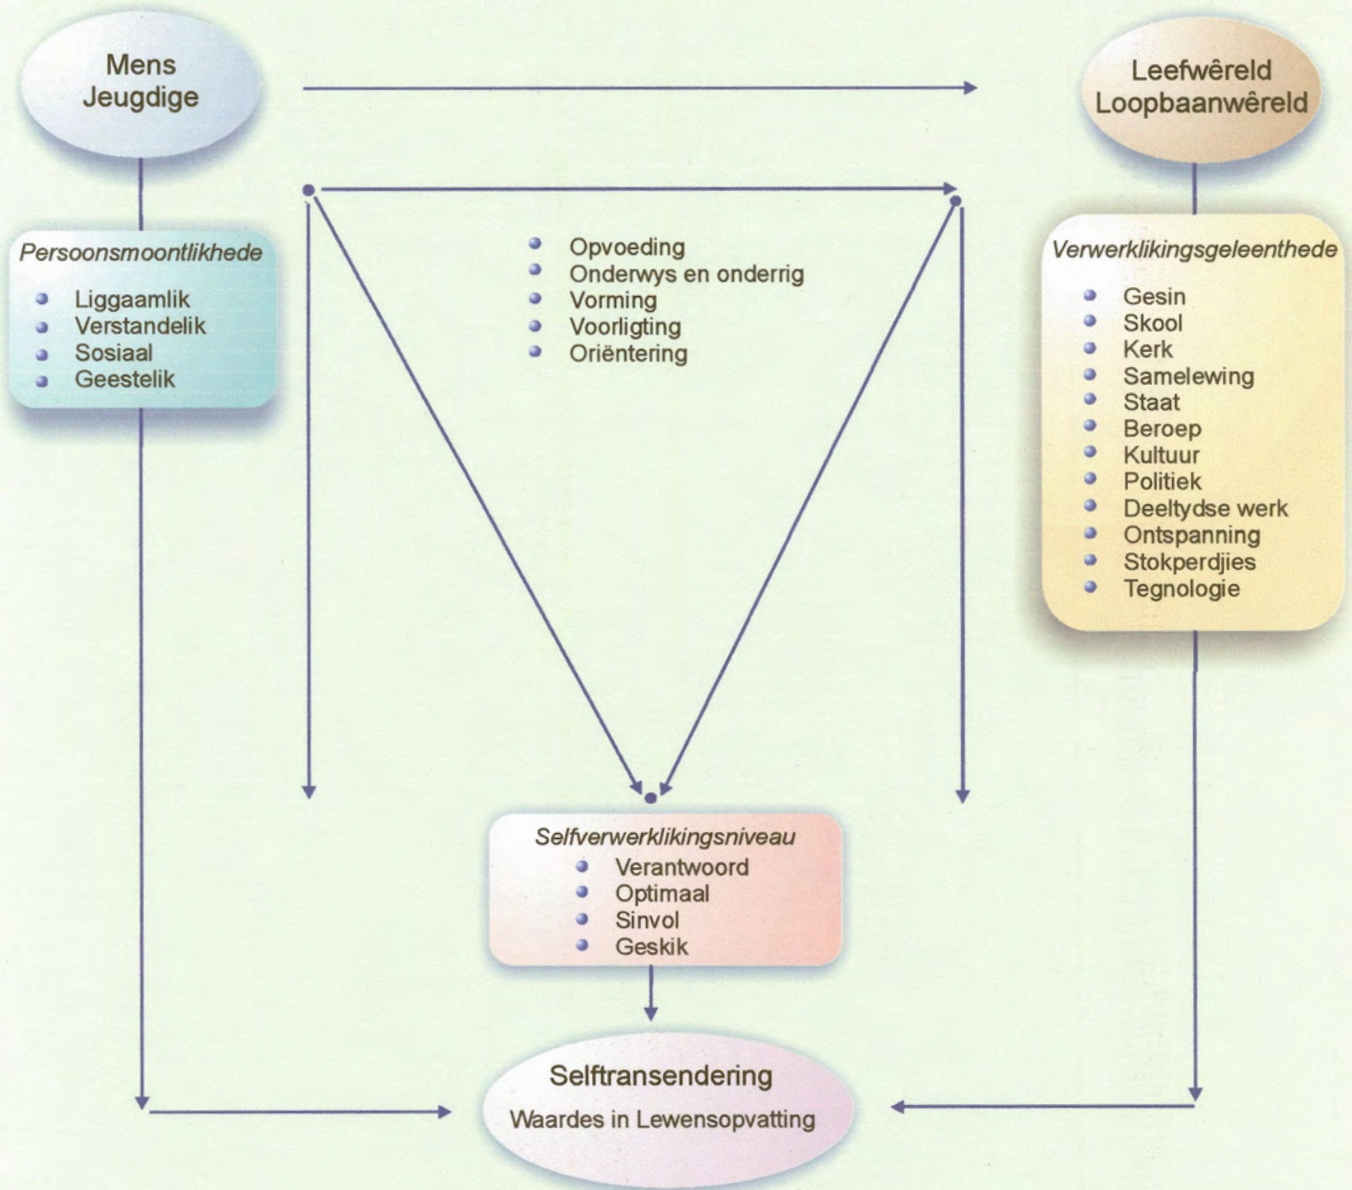 Mens
Jeugdige
Leefwêreld
Loopbaanwêreld
Persoonsmoontlikhede
Liggaamlik
Verstandelik
Sosiaal
Geestelik
Opvoeding
Onderwys en onderrig
Vorming
Voorligting
Oriëntering
Verwerklikingsgeleenthede
Gesin
Skool
Kerk
Samelewing
Staat
Beroep
Kultuur
Politiek
Deeltydse werk
Ontspanning
Stokperdjies
Tegnologie
Selfverwerklikingsniveau
Verantwoord
Optimaal
Sinvol
Geskik
Selftransendering
Waardes in Lewensopvatting